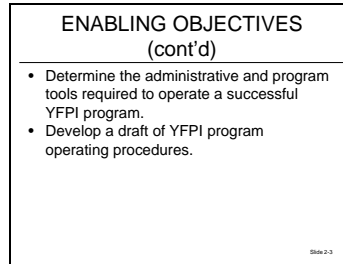 ENABLING OBJECTIVES
(cont'd)
• Determine the administrative and program
tools required to operate a successful
YFPI program.
• Develop a draft of YFPI program
operating procedures.
Slide 2-3